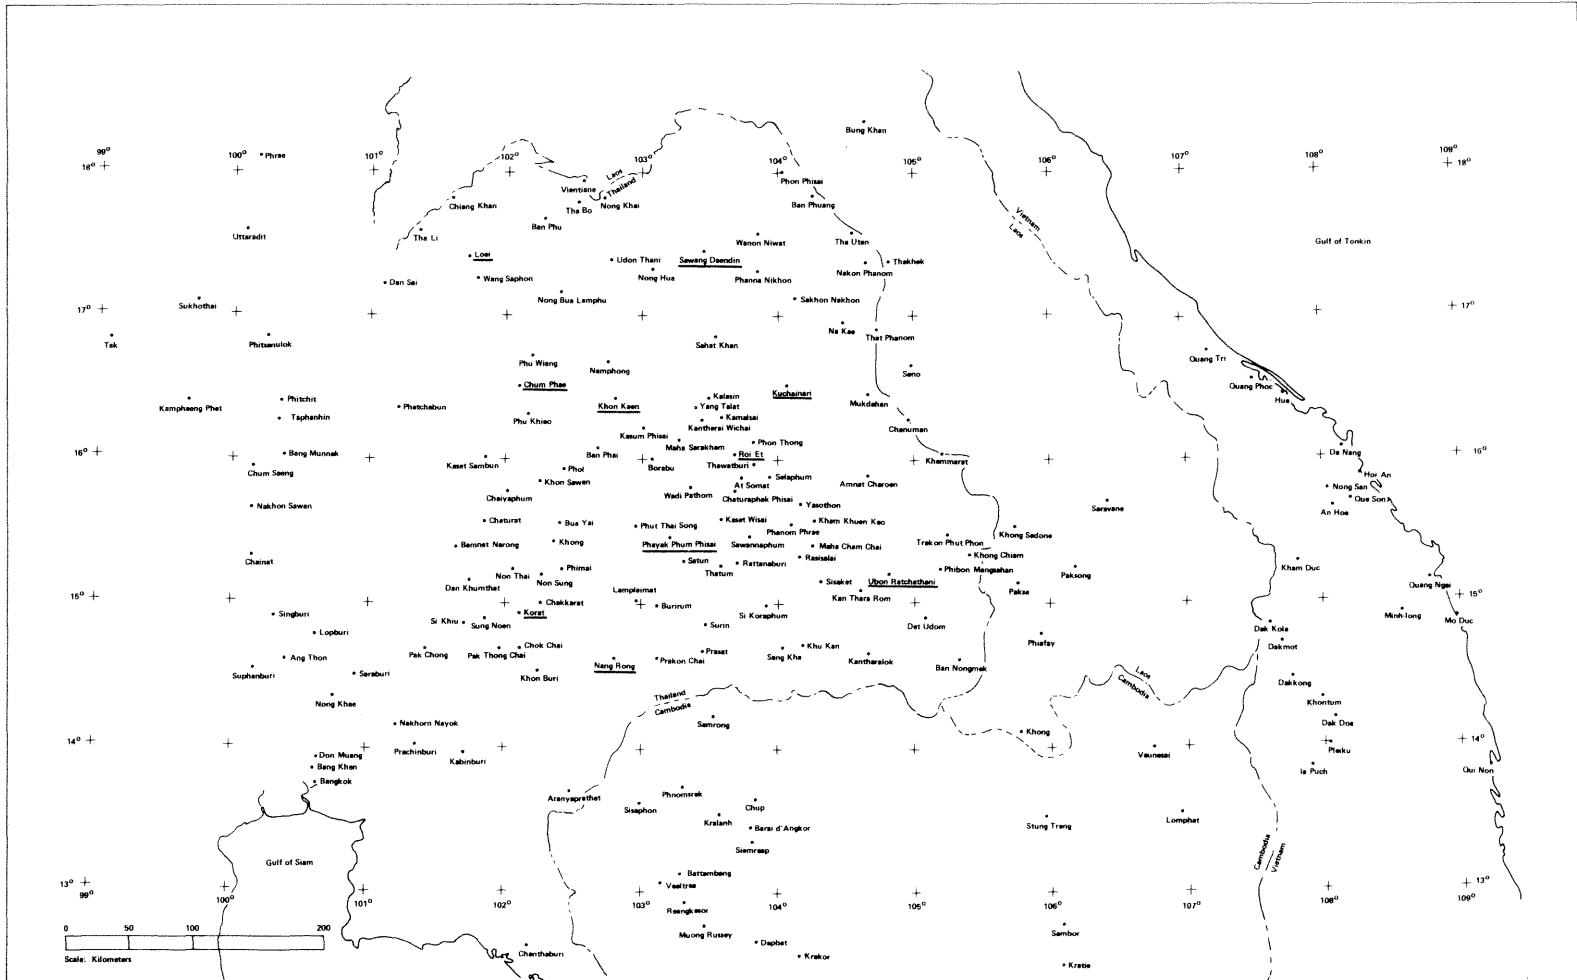 Bung Khan
99° 100° 101° 102° 103° 104° 105° 106° 107° 108° 109°
18° 18°
Phrae
Laos
Thailand
Vientiane
Phon Phisai
Chiang Khan
Tha Bo
Nong Khai
Ban Phuang
Ban Phu
Vietnam
Laos
Uttaradit
Tha Li
Wanon Niwat
Tha Uten
Gulf of Tonkin
Loei
Udon Thani
Sawang Daendin
Nakon Phanom
Thakhek
Dan Sai
Wang Saphon
Nong Hua
Phanna Nikhon
Nong Bua Lamphu
Sakhon Nakhon
Sukhothai
17° 17°
Tak
Phitsanulok
Sahat Khan
Na Kae
That Phanom
Phu Wiang
Namphong
Seno
Quang Tri
Chum Phae
Kuchainari
Quang Phoc
Hue
Kamphaeng Phet
Phitchit
Taphanhin
Phetchabun
Khon Kaen
Kalasin
Yang Talat
Kamalsai
Mukdahan
Phu Khieo
Kantherai Wichai
Chanuman
Kasum Phisai
Maha Sarakham
Phon Thong
16° 16°
Bang Munnak
Chum Saeng
Kaset Sambun
Ban Phai
Phol
Borabu
Roi Et
Thawatburi
Khemmarat
Da Nang
Khon Sawan
Selaphum
At Somat
Amnat Charoen
Hoi An
Nong San
Que Son
Chaiyaphum
Wadi Pathom
Chaturaphak Phisai
Yasothon
Saravane
An Hoa
Nakhon Sawan
Chaturat
Bua Yai
Phut Thai Song
Kaset Wisai
Kham Khuen Keo
Phanom Phrae
Khong Sedone
Bamnet Narong
Khong
Phayak Phum Phisai
Sawannaphum
Maha Cham Chai
Trakon Phut Phon
Chainat
Satun
Rattanaburi
Rasisalai
Khong Chiam
Non Thai
Phimai
Thatum
Phibon Mangsahan
Paksong
Kham Duc
Dan Khumthet
Non Sung
Sisaket
Ubon Ratchathani
Pakse
Quang Ngai
15° 15°
Lamplaimat
Kan Thara Rom
Singburi
Chakkarat
Burirum
Si Koraphum
Minh-long
Mo Duc
Korat
Lopburi
Si Khiu
Sung Noen
Surin
Det Udom
Phiafay
Dak Kola
Dakmot
Ang Thon
Pak Chong
Pak Thong Chai
Chok Chai
Prasat
Khu Kan
Sang Kha
Suphanburi
Saraburi
Nang Rong
Prakon Chai
Kantharalok
Ban Nongmek
Khon Buri
Laos
Cambodia
Dakkong
Nong Khae
Thailand
Cambodia
Khontum
Nakhorn Nayok
Samrong
Dak Doa
Khong
14° 14°
Prachinburi
Kabinburi
Veunesai
Pleiku
Don Muang
Bang Khen
Bangkok
Ia Puch
Qui Non
Aranyaprathet
Phnomsrek
Sisaphon
Chup
Kralanh
Stung Treng
Lomphat
Barai d'Angkor
Siemreap
Gulf of Siam
Cambodia
Vietnam
Battambang
13° 13°
Vealtrea
99° 100° 101° 102° 103° 104° 105° 106° 107° 108° 109°
Reangkesor
Muong Russey
Sambor
0 50 100 200
Dapbat
Scale: Kilometers
Chanthaburi
Krakor
Kratie